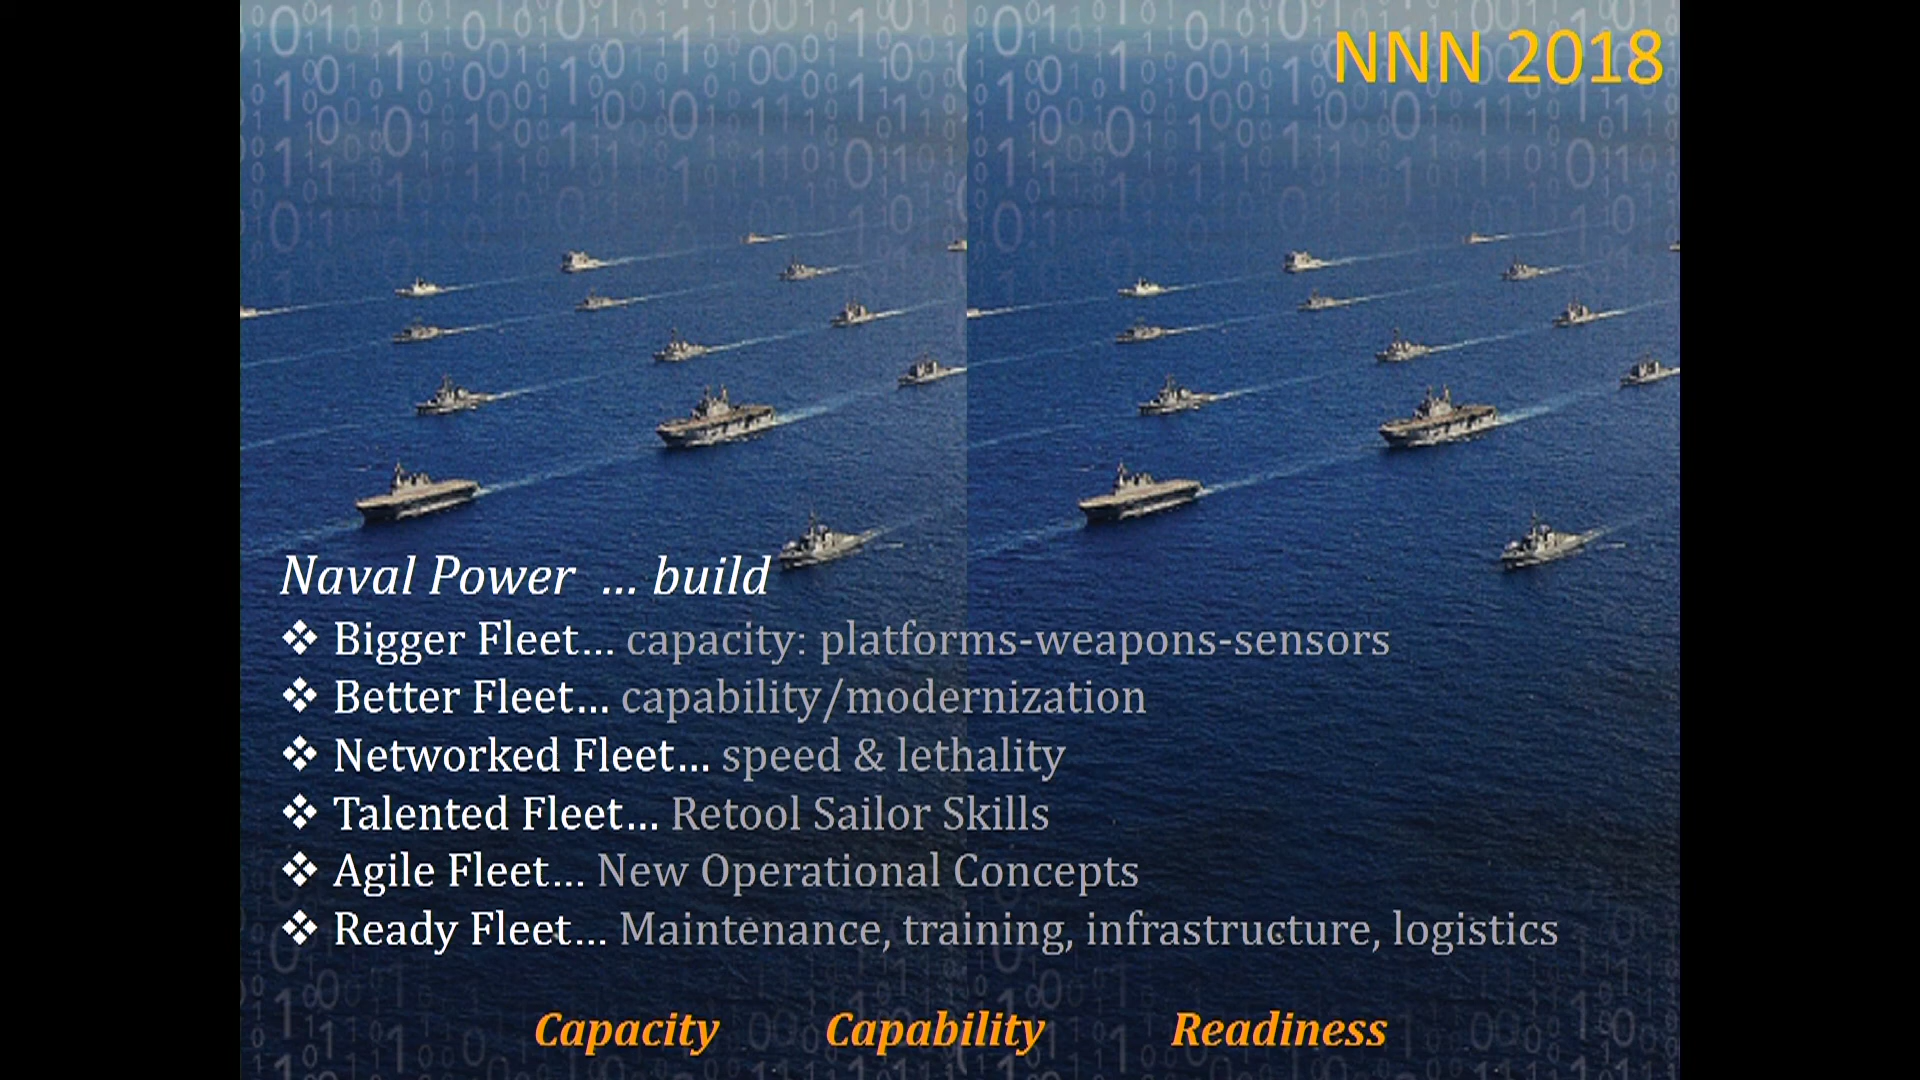 NNN 2018
Naval Power ... build
❖ Bigger Fleet... capacity: platforms-weapons-sensors
❖ Better Fleet... capability/modernization
❖ Networked Fleet... speed & lethality
❖ Talented Fleet... Retool Sailor Skills
❖ Agile Fleet... New Operational Concepts
❖ Ready Fleet... Maintenance, training, infrastructure, logistics
Capacity Capability Readiness